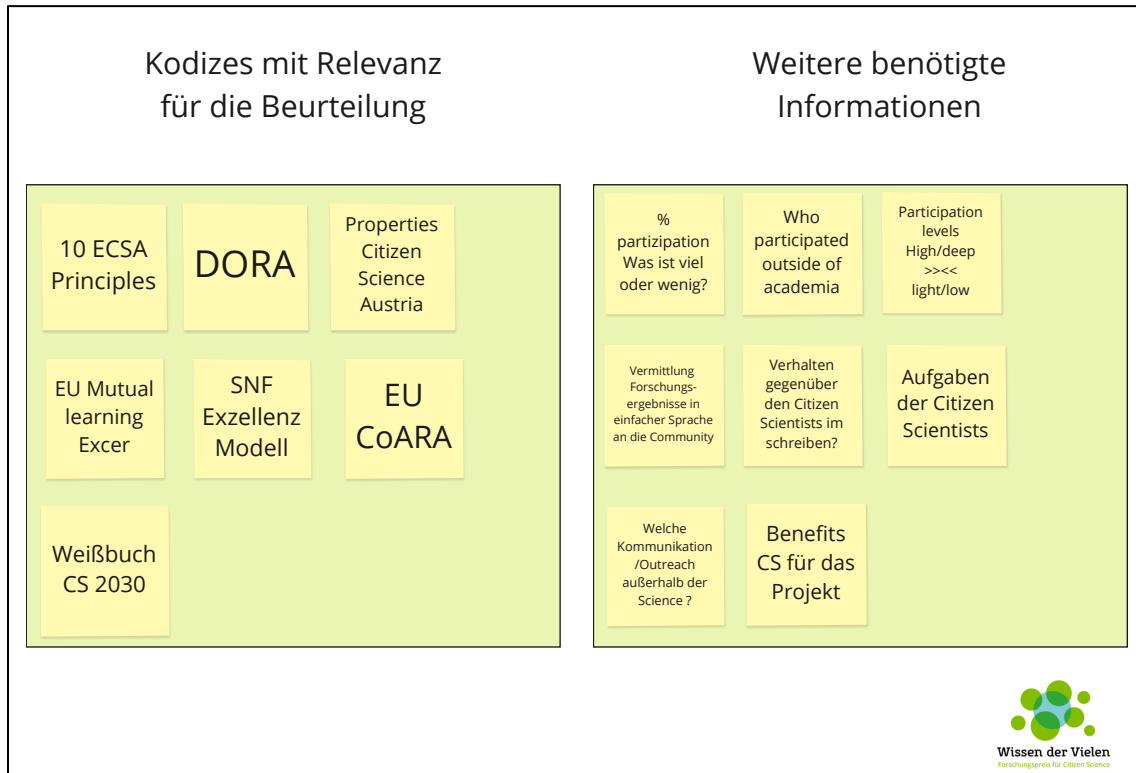 Kodizes mit Relevanz
für die Beurteilung
10 ECSA
Principles
DORA
Properties
Citizen
Science
Austria
EU Mutual
learning
Excer
SNF
Exzellenz
Modell
EU
CoARA
Weißbuch
CS 2030
Weitere benötigte
Informationen
%
partizipation
Was ist viel
oder wenig?
Who
participated
outside of
academia
Participation
levels
High/deep
>><<
light/low
Vermittlung
Forschungs-
ergebnisse in
einfacher Sprache
an die Community
Verhalten
gegenüber
den Citizen
Scientists im
schreiben?
Aufgaben
der Citizen
Scientists
Welche
Kommunikation
/Outreach
außerhalb der
Science ?
Benefits
CS für das
Projekt
Wissen der Vielen
Forschungspreis für Citizen Science